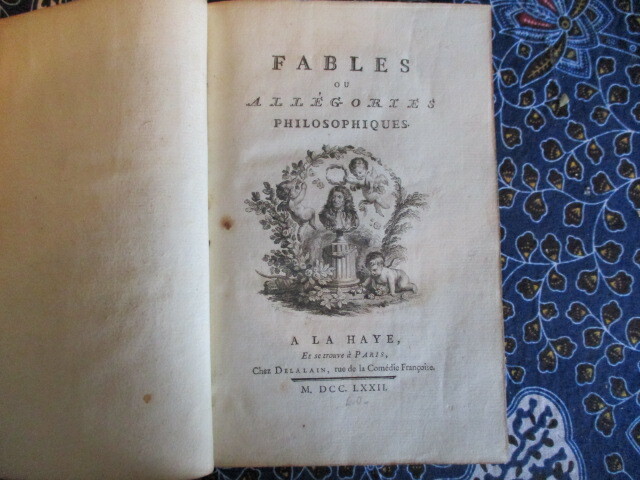 FABLES
OU
ALLÉGORIES
PHILOSOPHIQUES.
A LA HAYE,
Et se trouve à PARIS,
Chez DELALAIN, rue de la Comédie Françoise.
M. DCC. LXXII.